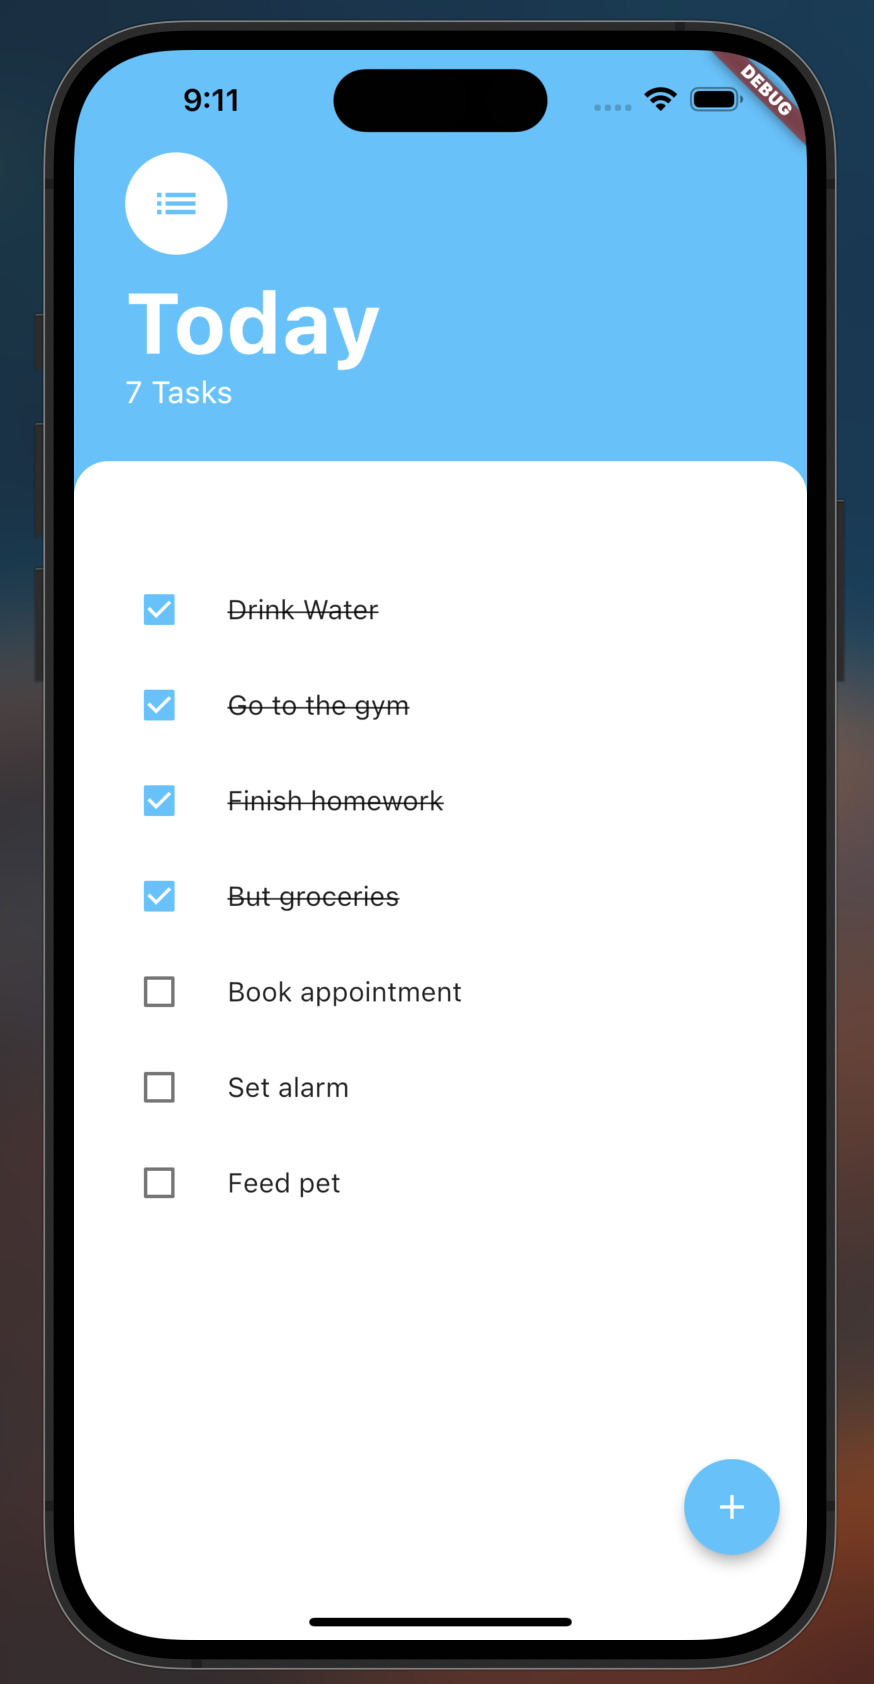 9:11
DEBUG
Today
7 Tasks
Drink Water
Go to the gym
Finish homework
But groceries
Book appointment
Set alarm
Feed pet
+